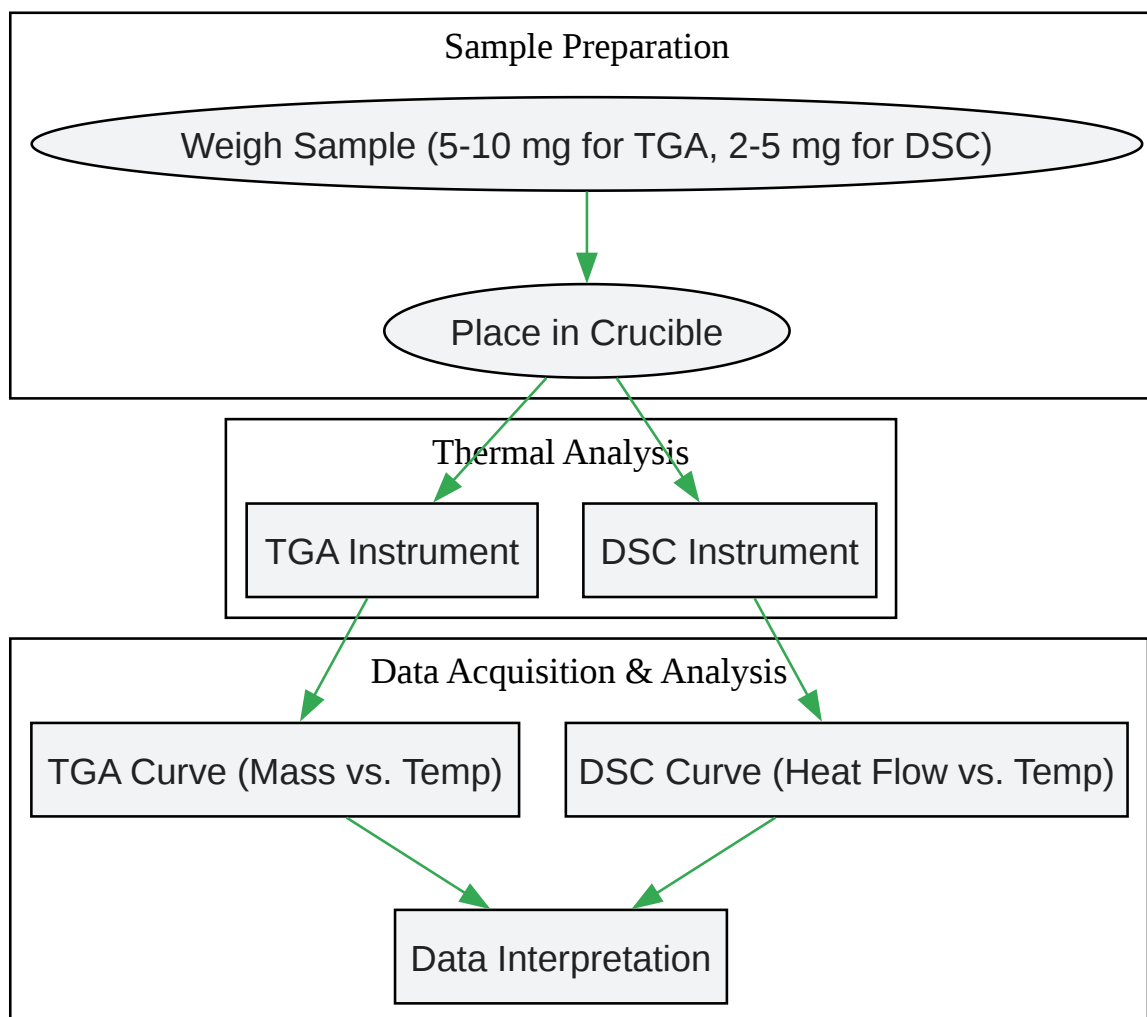 Sample Preparation
Weigh Sample (5-10 mg for TGA, 2-5 mg for DSC)
Place in Crucible
Thermal Analysis
TGA Instrument
DSC Instrument
Data Acquisition & Analysis
TGA Curve (Mass vs. Temp)
DSC Curve (Heat Flow vs. Temp)
Data Interpretation